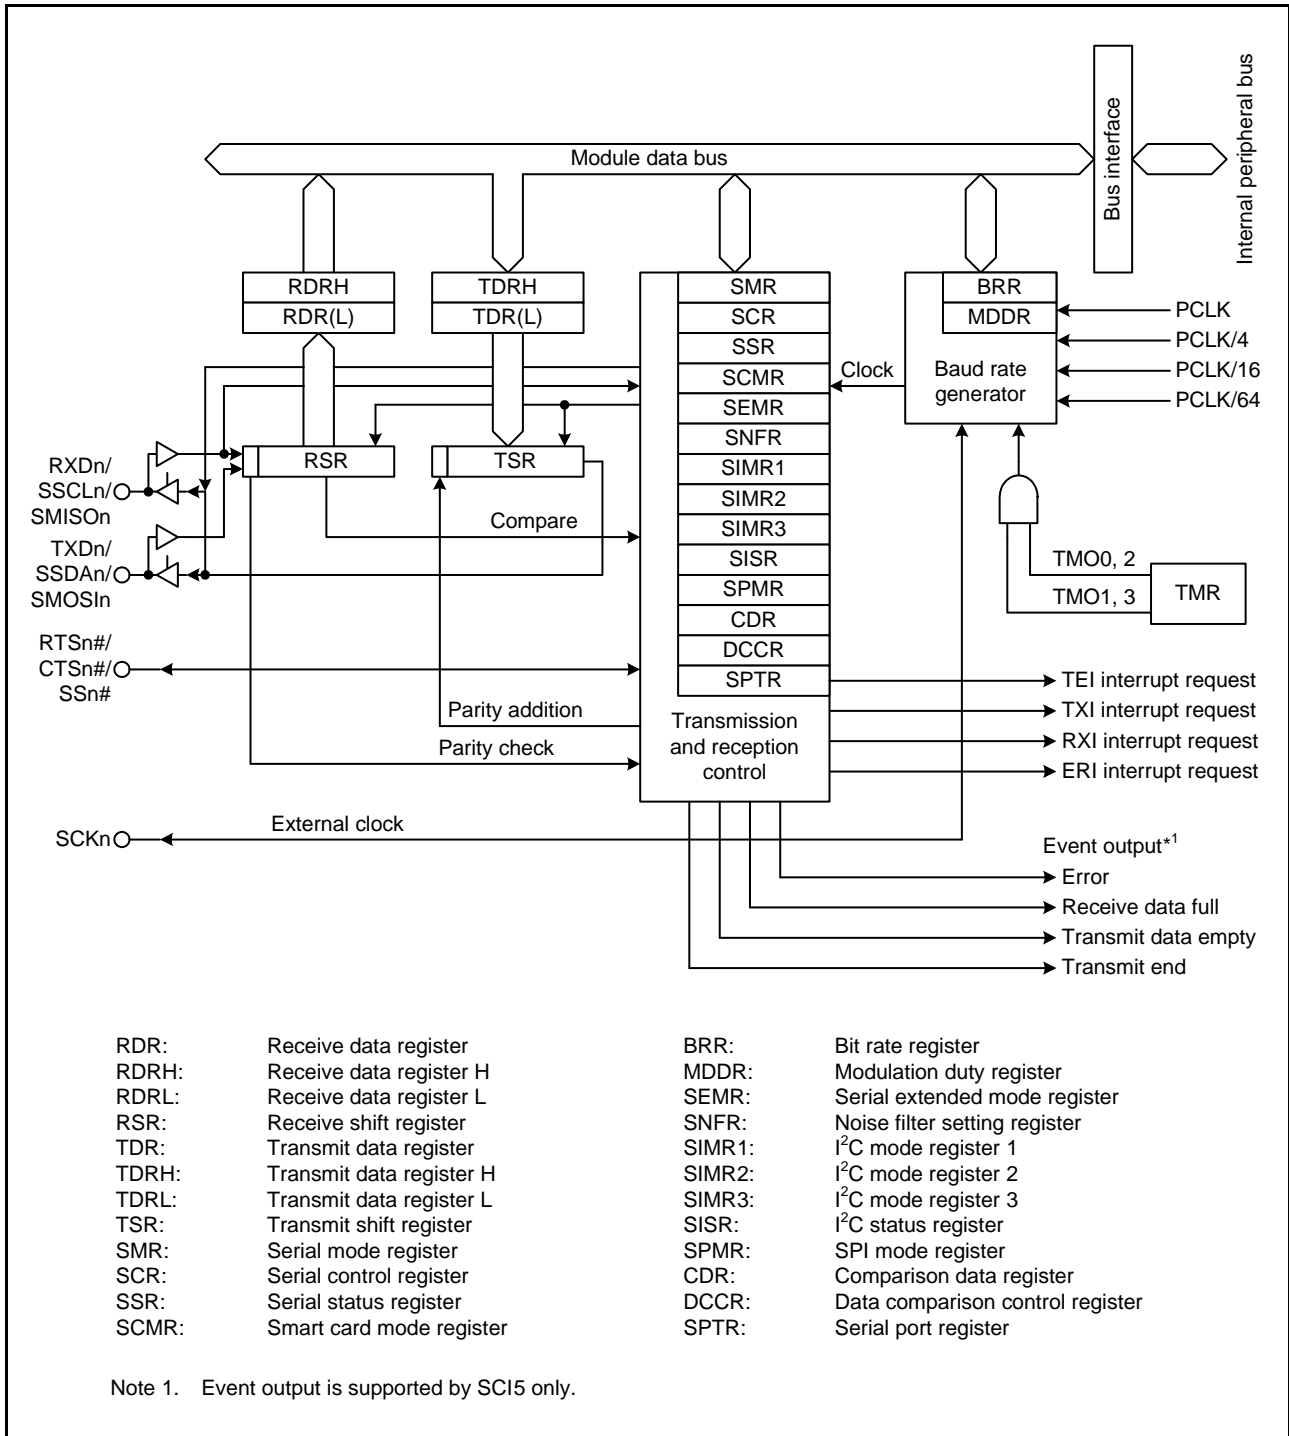 Module data bus
Bus interface
Internal peripheral bus
RDRH
RDR(L)
TDRH
TDR(L)
SMR
SCR
SSR
SCMR
SEMR
SNFR
SIMR1
SIMR2
SIMR3
SISR
SPMR
CDR
DCCR
SPTR
Transmission
and reception
control
BRR
MDDR
Baud rate
generator
Clock
PCLK
PCLK/4
PCLK/16
PCLK/64
RSR
TSR
RXDn/
SSCLn/
SMISOn
TXDn/
SSDAn/
SMOSIn
Compare
TMO0, 2
TMO1, 3
TMR
RTSn#/
CTSn#/
SSn#
Parity addition
Parity check
TEI interrupt request
TXI interrupt request
RXI interrupt request
ERI interrupt request
SCKn
External clock
Event output*1
Error
Receive data full
Transmit data empty
Transmit end
RDR: Receive data register
RDRH: Receive data register H
RDRL: Receive data register L
RSR: Receive shift register
TDR: Transmit data register
TDRH: Transmit data register H
TDRL: Transmit data register L
TSR: Transmit shift register
SMR: Serial mode register
SCR: Serial control register
SSR: Serial status register
SCMR: Smart card mode register
BRR: Bit rate register
MDDR: Modulation duty register
SEMR: Serial extended mode register
SNFR: Noise filter setting register
SIMR1: I2C mode register 1
SIMR2: I2C mode register 2
SIMR3: I2C mode register 3
SISR: I2C status register
SPMR: SPI mode register
CDR: Comparison data register
DCCR: Data comparison control register
SPTR: Serial port register
Note 1. Event output is supported by SCI5 only.